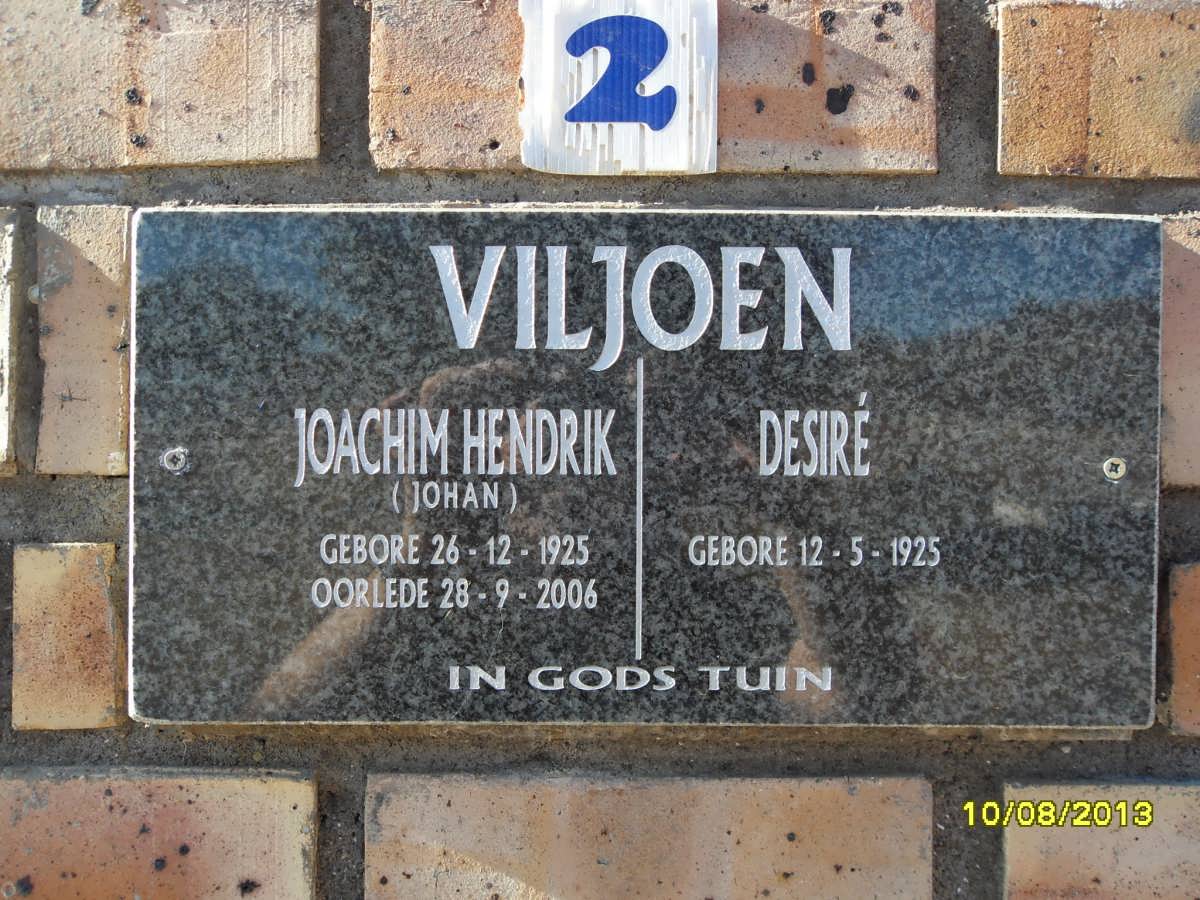 2
VILJOEN
JOACHIM HENDRIK
(JOHAN)
GEBORE 26 - 12 - 1925
OORLEDE 28 - 9 - 2006
DESIRÉ
GEBORE 12 - 5 - 1925
IN GODS TUIN
10/08/2013